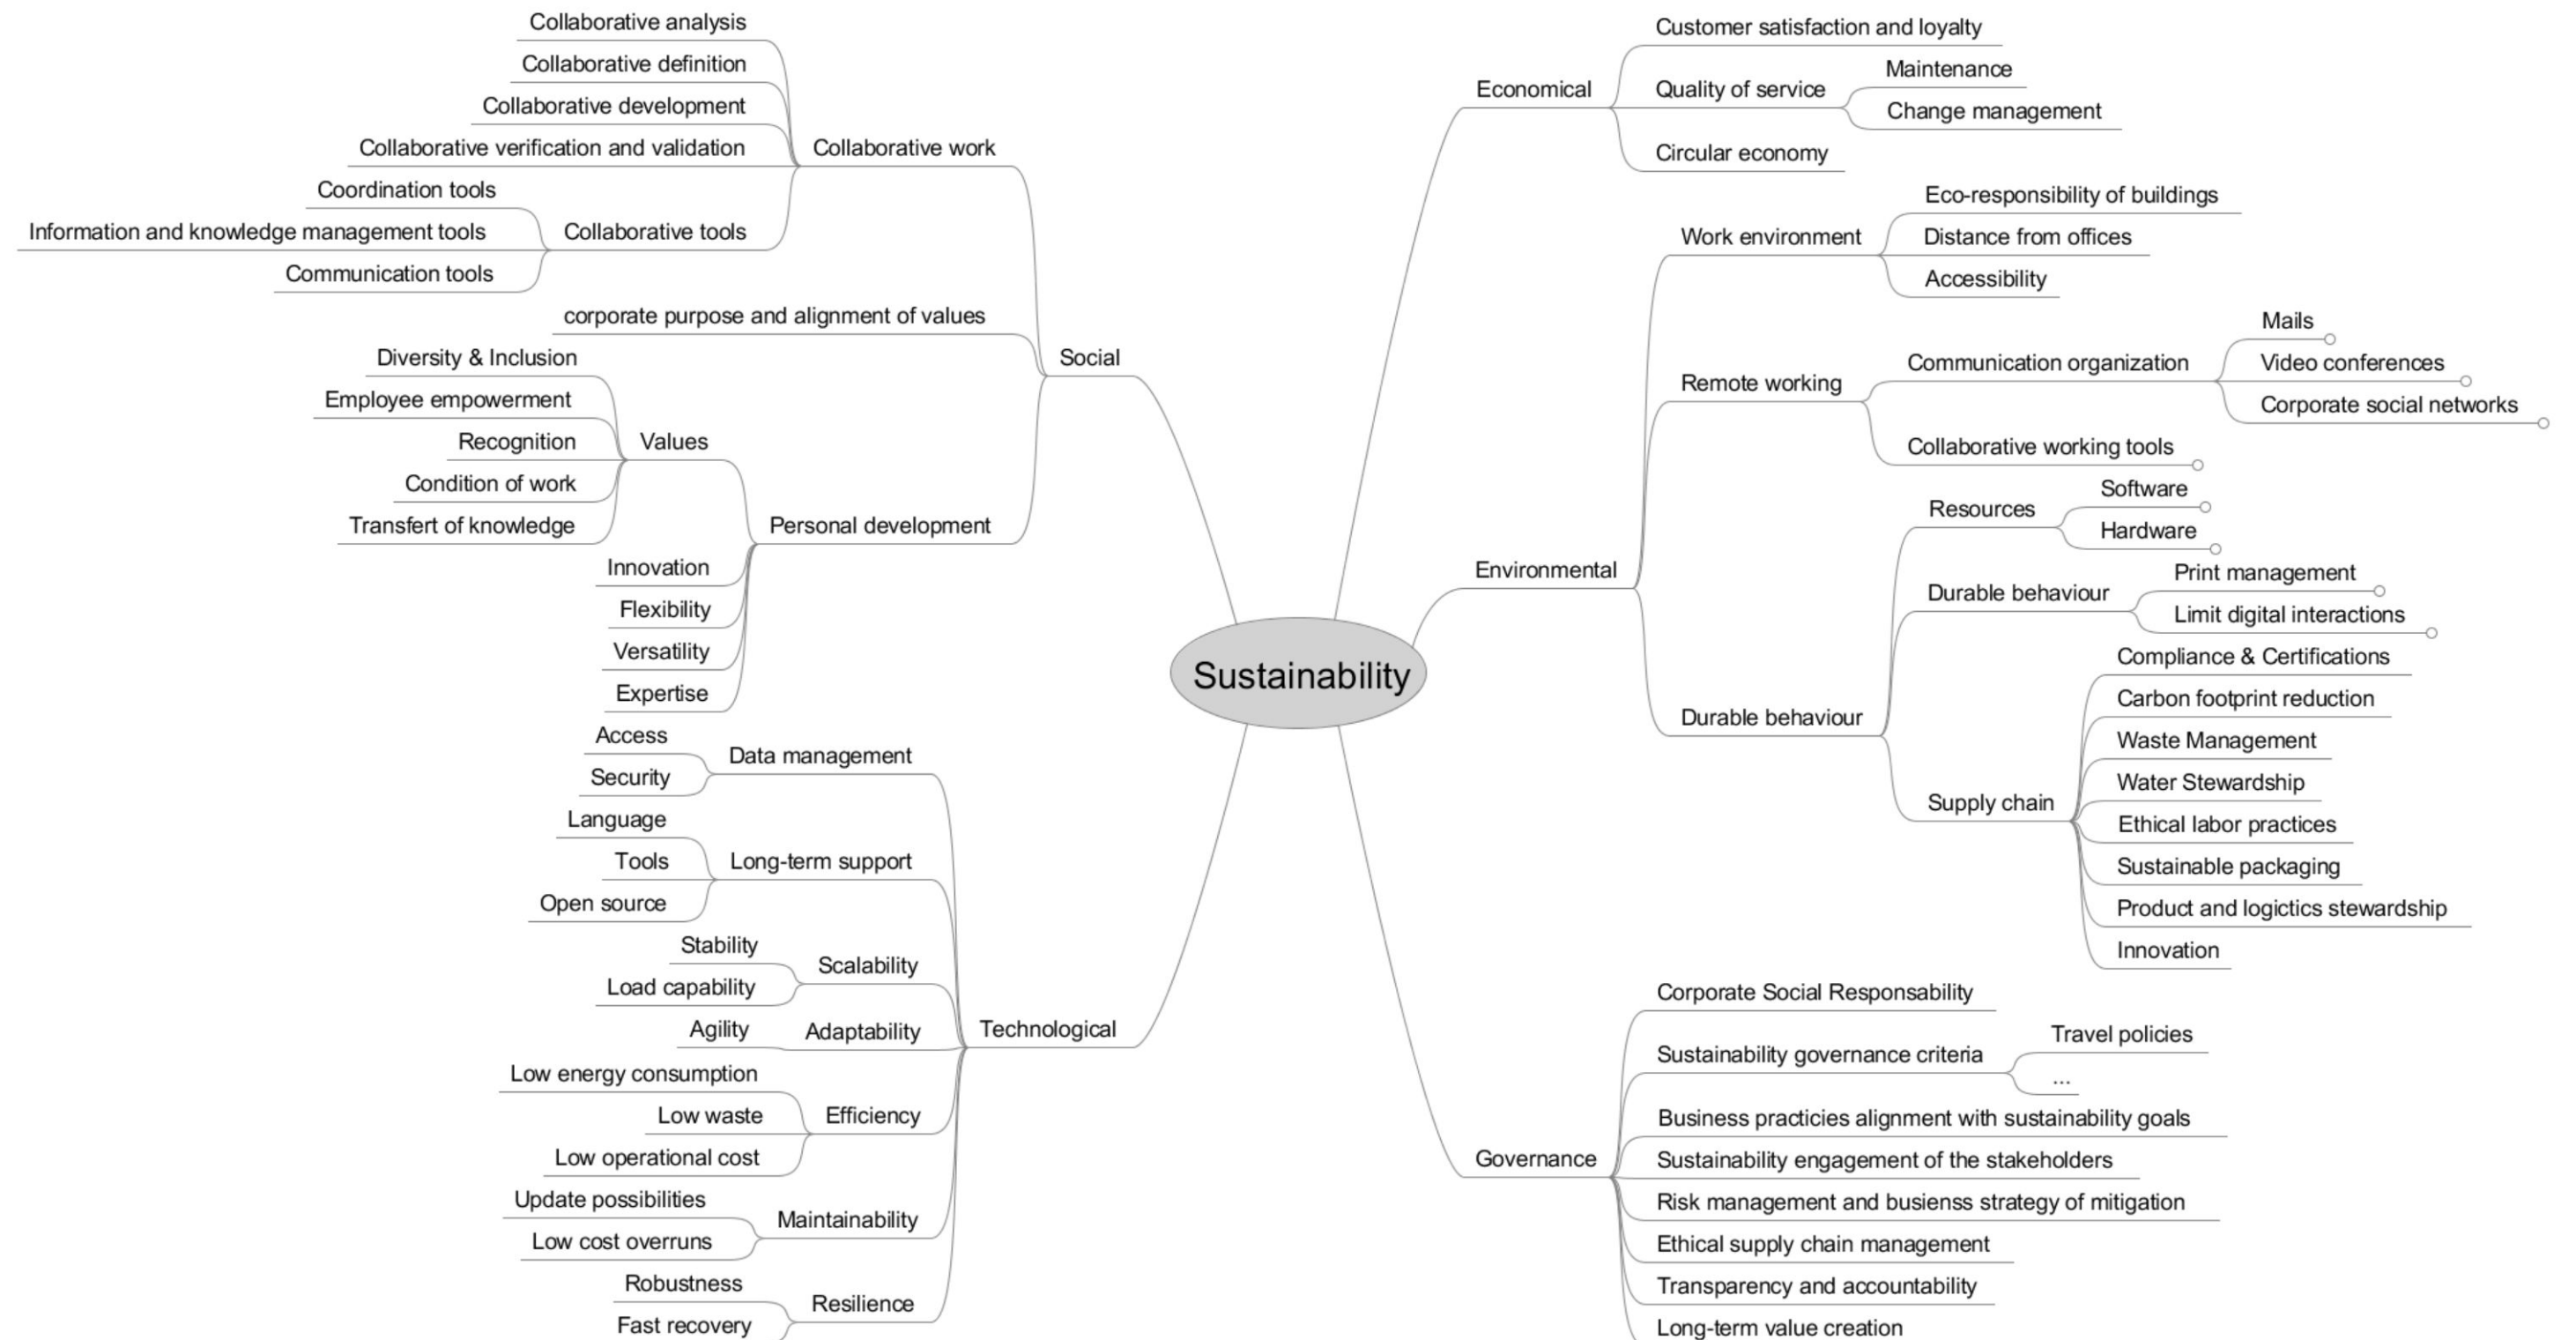 Collaborative analysis
Collaborative definition
Collaborative development
Collaborative verification and validation
Collaborative work
Coordination tools
Information and knowledge management tools
Collaborative tools
Communication tools
corporate purpose and alignment of values
Social
Diversity & Inclusion
Employee empowerment
Recognition
Values
Condition of work
Transfert of knowledge
Personal development
Innovation
Flexibility
Versatility
Expertise
Access
Data management
Security
Language
Tools
Long-term support
Open source
Stability
Scalability
Load capability
Agility
Adaptability
Technological
Low energy consumption
Low waste
Efficiency
Low operational cost
Update possibilities
Maintainability
Low cost overruns
Robustness
Resilience
Fast recovery
Sustainability
Customer satisfaction and loyalty
Economical
Quality of service
Maintenance
Change management
Circular economy
Eco-responsibility of buildings
Work environment
Distance from offices
Accessibility
Mails
Communication organization
Video conferences
Remote working
Corporate social networks
Collaborative working tools
Software
Resources
Hardware
Environmental
Print management
Durable behaviour
Limit digital interactions
Compliance & Certifications
Carbon footprint reduction
Durable behaviour
Waste Management
Water Stewardship
Supply chain
Ethical labor practices
Sustainable packaging
Product and logictics stewardship
Innovation
Corporate Social Responsability
Travel policies
Sustainability governance criteria
...
Business practicies alignment with sustainability goals
Governance
Sustainability engagement of the stakeholders
Risk management and busienss strategy of mitigation
Ethical supply chain management
Transparency and accountability
Long-term value creation